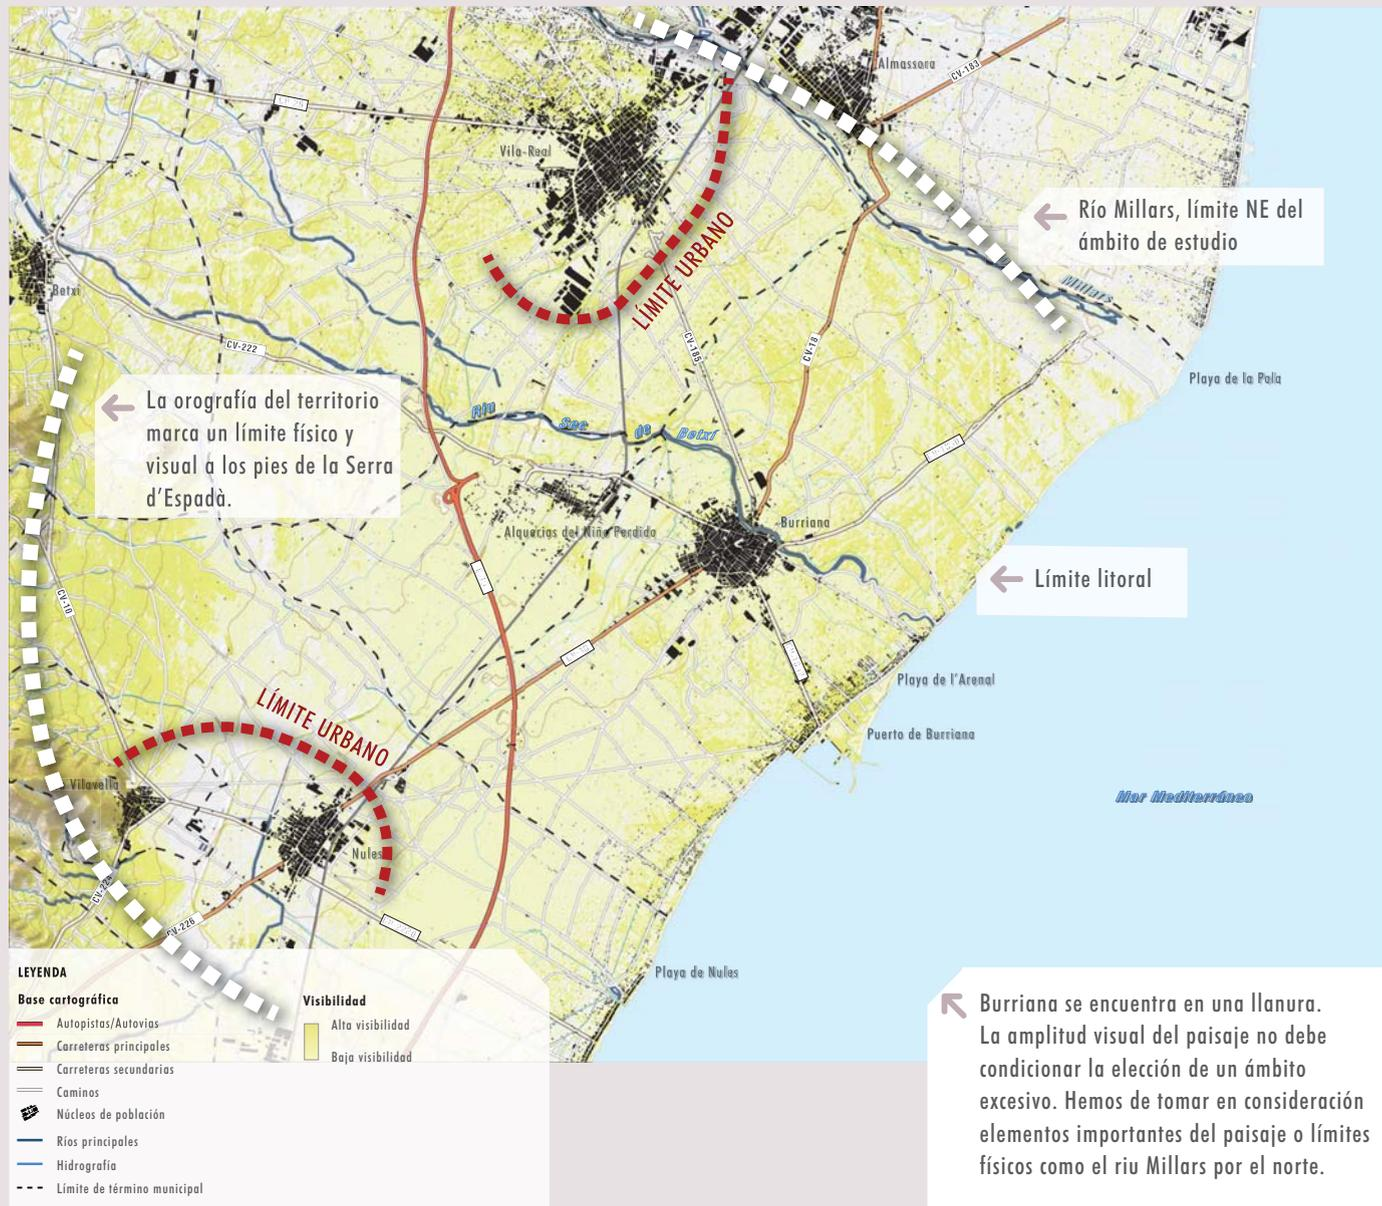 Almassora
CV-183
Vila-Real
Río Millars, límite NE del
ámbito de estudio
LÍMITE URBANO
Millars
Betxí
CV-222
CV-185
CV-18
Playa de la Pola
La orografía del territorio
marca un límite físico y
visual a los pies de la Serra
d'Espadà.
Riu Sec de Betxí
Burriana
Alquerías del Niño Perdido
Límite litoral
CV-10
Playa de l'Arenal
LÍMITE URBANO
Puerto de Burriana
Vilavella
Mar Mediterráneo
Nules
CV-224
CV-226
Playa de Nules
LEYENDA
Base cartográfica
Autopistas/Autovias
Carreteras principales
Carreteras secundarias
Caminos
Núcleos de población
Ríos principales
Hidrografía
Límite de término municipal
Visibilidad
Alta visibilidad
Baja visibilidad
Burriana se encuentra en una llanura.
La amplitud visual del paisaje no debe
condicionar la elección de un ámbito
excesivo. Hemos de tomar en consideración
elementos importantes del paisaje o límites
físicos como el riu Millars por el norte.